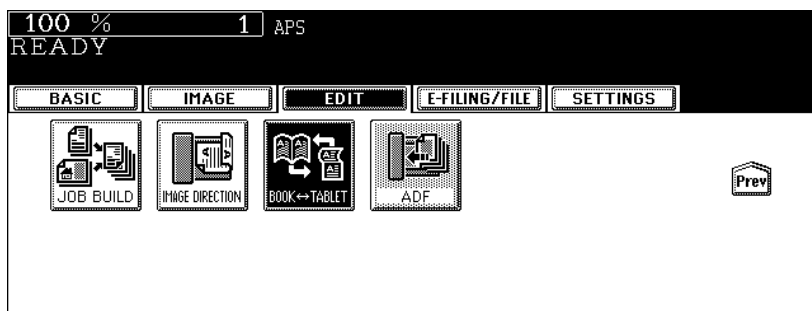 100 % 1 APS
READY
BASIC IMAGE EDIT E-FILING/FILE SETTINGS
JOB BUILD IMAGE DIRECTION BOOK↔TABLET ADF
Prev